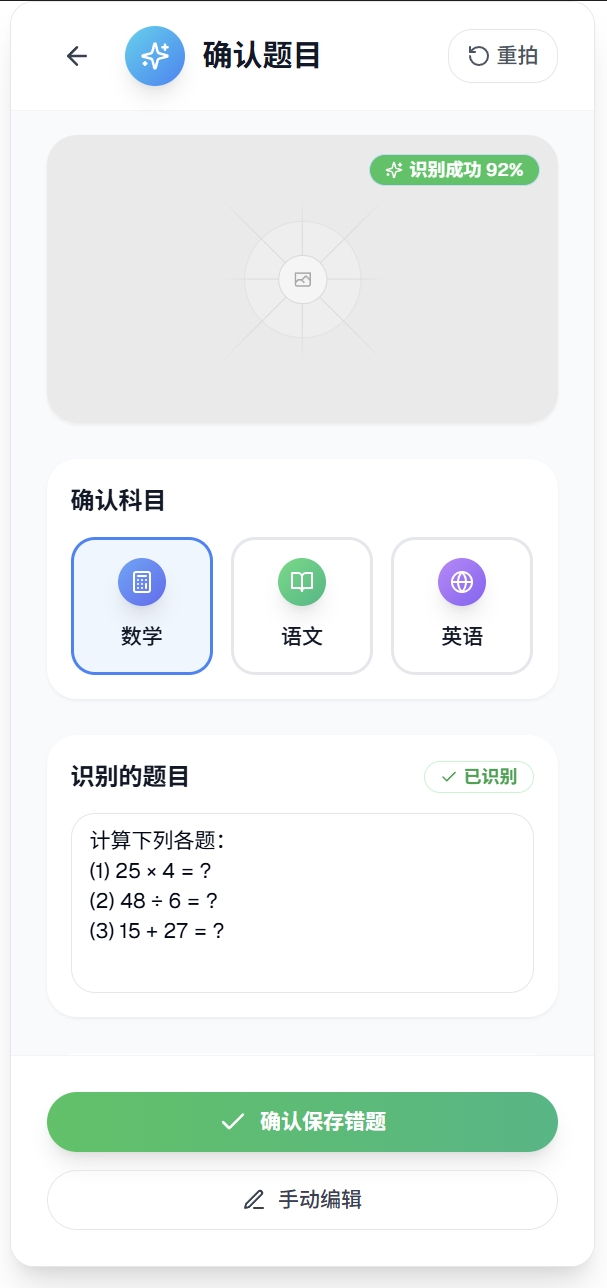 确认题目
重拍
识别成功 92%
确认科目
数学
语文
英语
识别的题目
已识别
计算下列各题：
(1) 25 × 4 = ?
(2) 48 ÷ 6 = ?
(3) 15 + 27 = ?
确认保存错题
手动编辑